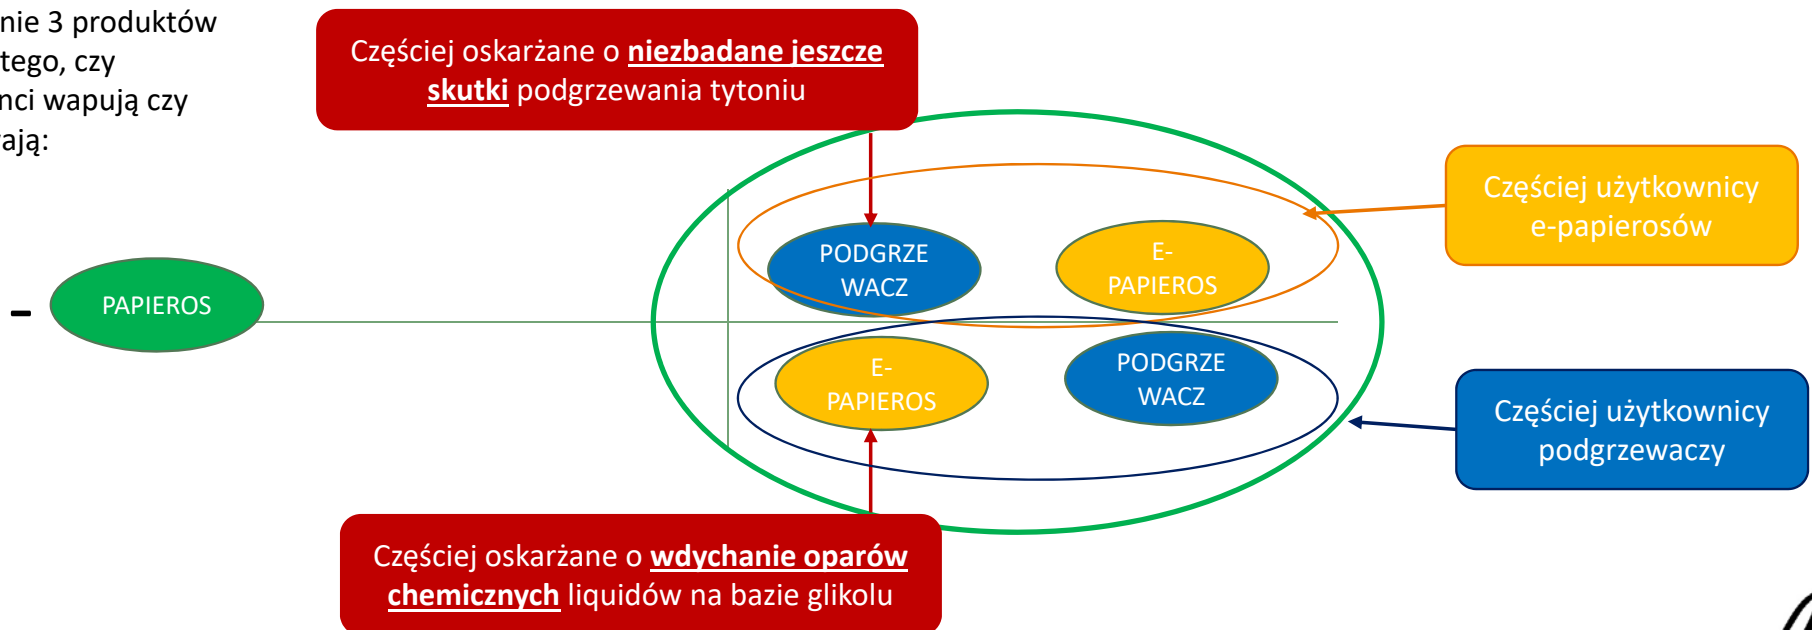 nie 3 produktów
tego, czy
nci wapują czy
ają:
Częściej oskarżane o niezbadane jeszcze
skutki podgrzewania tytoniu
Częściej użytkownicy
e-papierosów
PODGRZE
WACZ
E-
PAPIEROS
-
PAPIEROS
E-
PAPIEROS
PODGRZE
WACZ
Częściej użytkownicy
podgrzewaczy
Częściej oskarżane o wdychanie oparów
chemicznych liquidów na bazie glikolu